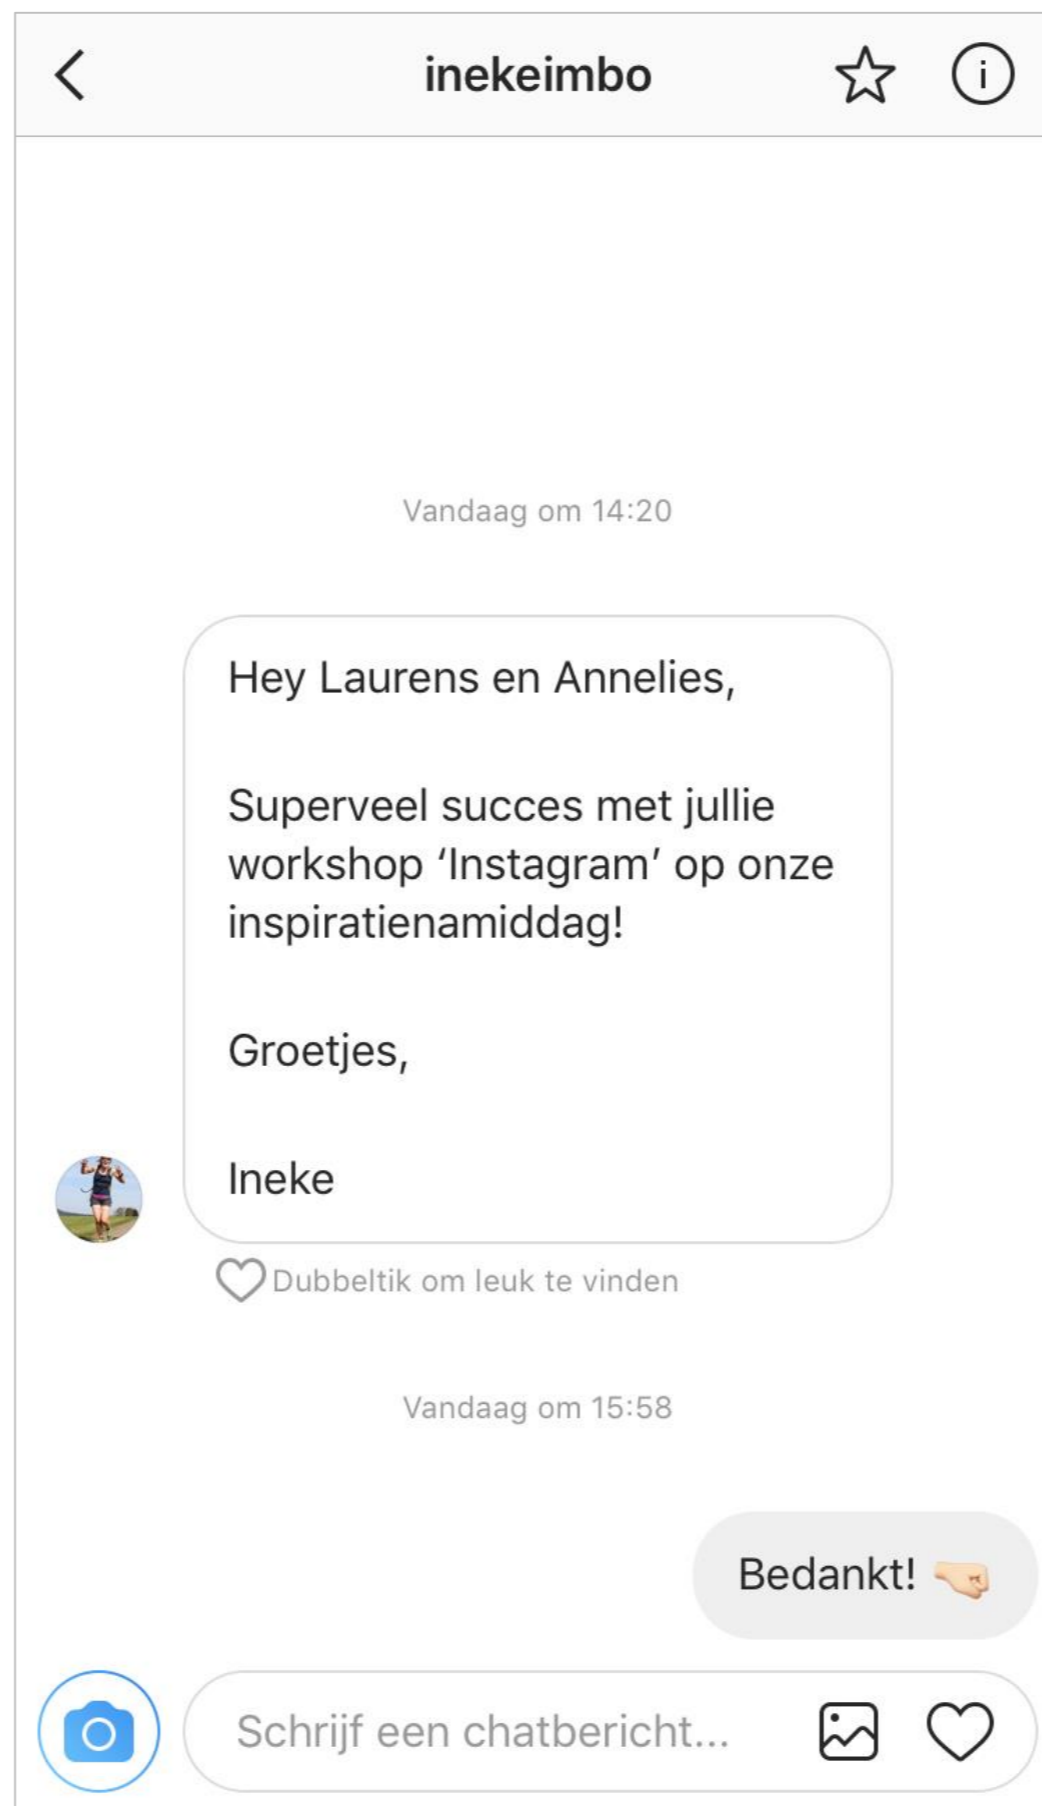 inekeimbo
Vandaag om 14:20
Hey Laurens en Annelies,
Superveel succes met jullie
workshop ‘Instagram’ op onze
inspiratienamiddag!
Groetjes,
Ineke
Dubbeltik om leuk te vinden
Vandaag om 15:58
Bedankt! 🤜🏻
Schrijf een chatbericht...